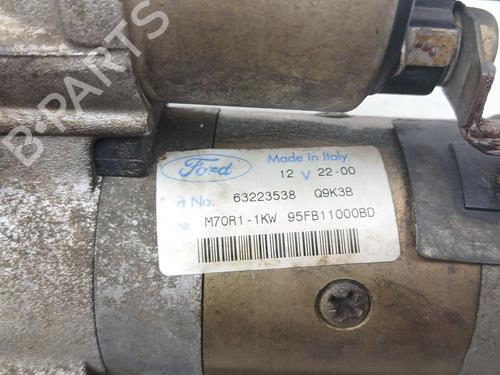 B-PARTS
Ford
Made in Italy
12 V 22-00
No. 63223538 Q9K3B
M70R1-1KW 95FB11000BD